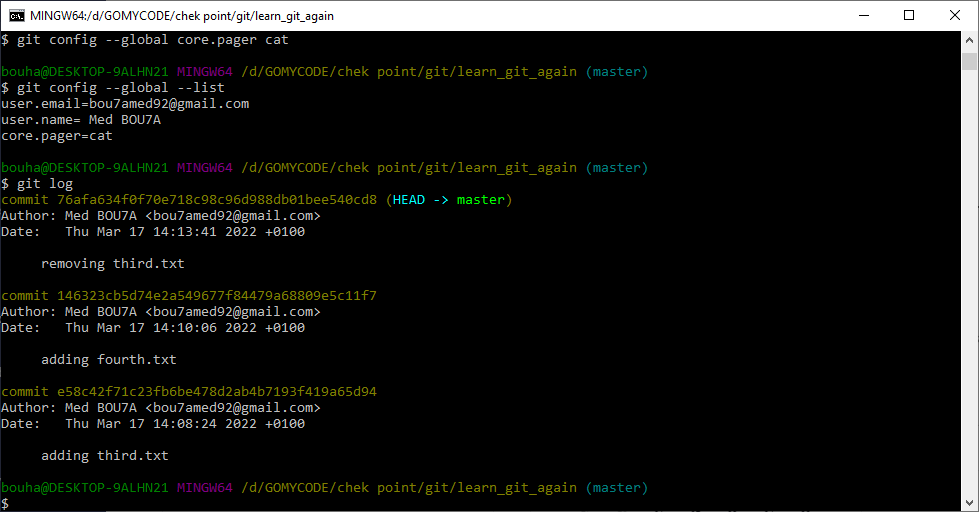 MINGW64:/d/GOMYCODE/chek point/git/learn_git_again
$ git config --global core.pager cat
bouha@DESKTOP-9ALHN21 MINGW64 /d/GOMYCODE/chek point/git/learn_git_again (master)
$ git config --global --list
user.email=bou7amed92@gmail.com
user.name= Med BOU7A
core.pager=cat
bouha@DESKTOP-9ALHN21 MINGW64 /d/GOMYCODE/chek point/git/learn_git_again (master)
$ git log
commit 76afa634f0f70e718c98c96d988db01bee540cd8 (HEAD -> master)
Author: Med BOU7A <bou7amed92@gmail.com>
Date:   Thu Mar 17 14:13:41 2022 +0100
removing third.txt
commit 146323cb5d74e2a549677f84479a68809e5c11f7
Author: Med BOU7A <bou7amed92@gmail.com>
Date:   Thu Mar 17 14:10:06 2022 +0100
adding fourth.txt
commit e58c42f71c23fb6be478d2ab4b7193f419a65d94
Author: Med BOU7A <bou7amed92@gmail.com>
Date:   Thu Mar 17 14:08:24 2022 +0100
adding third.txt
bouha@DESKTOP-9ALHN21 MINGW64 /d/GOMYCODE/chek point/git/learn_git_again (master)
$